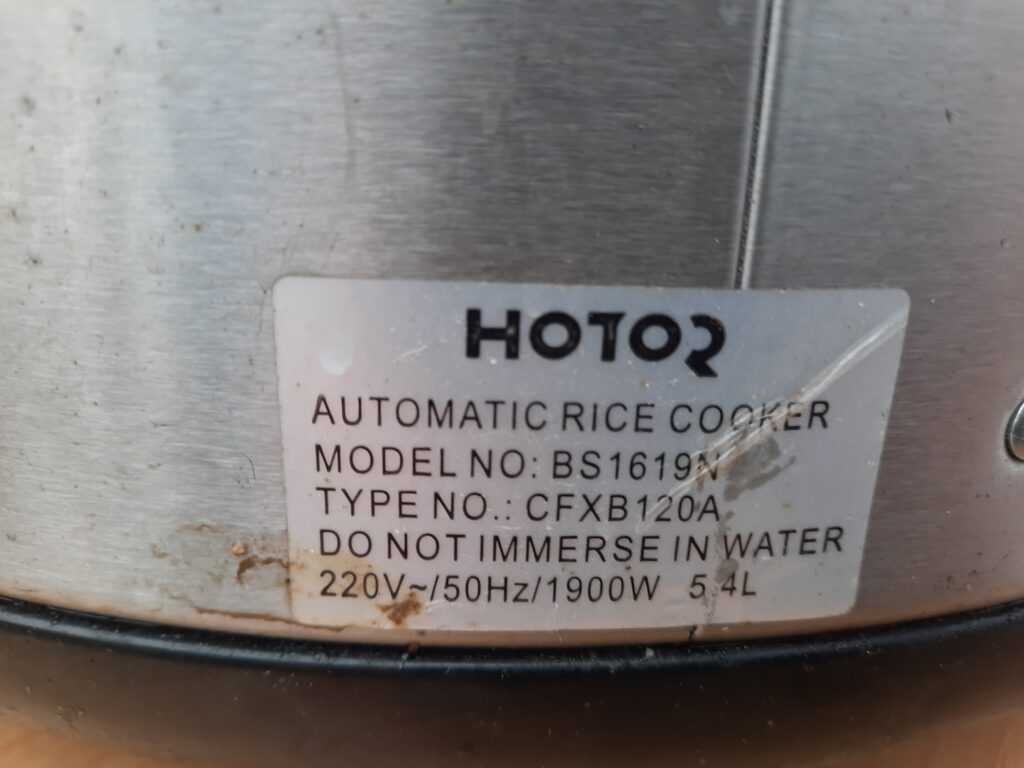 HOTOR
AUTOMATIC RICE COOKER
MODEL NO: BS1619N
TYPE NO.: CFXB120A
DO NOT IMMERSE IN WATER
220V~/50Hz/1900W 5.4L